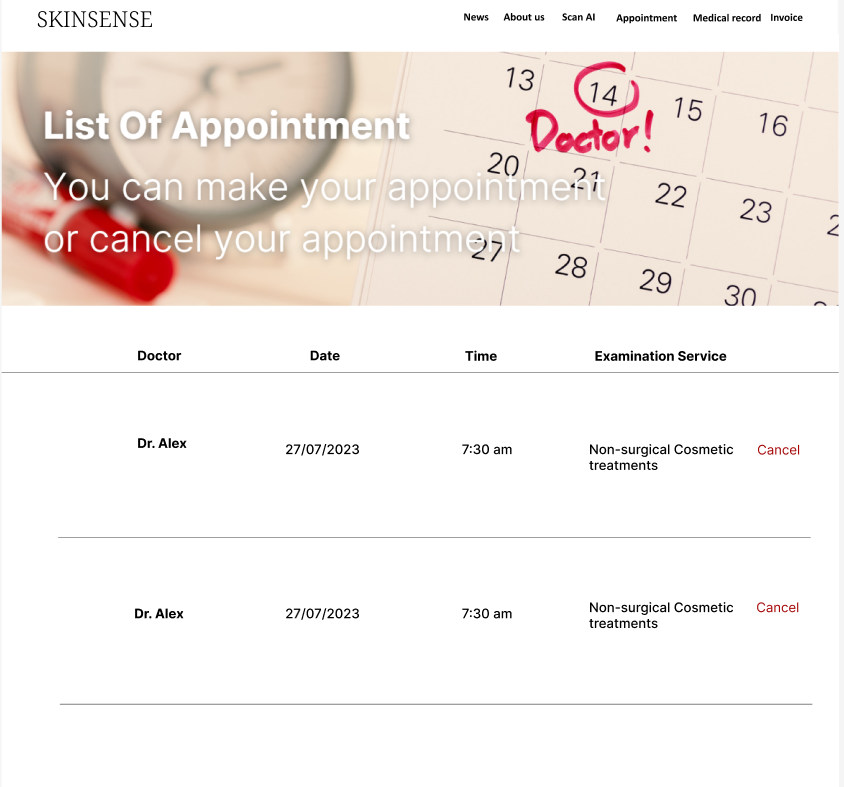 SKINSENSE
News About us Scan AI Appointment Medical record Invoice
13 14 15 16
List Of Appointment
Doctor!
20 21 22 23 2
You can make your appointment
or cancel your appointment
27 28 29 30
Doctor Date Time Examination Service
Dr. Alex 27/07/2023 7:30 am Non-surgical Cosmetic Cancel
treatments
Dr. Alex 27/07/2023 7:30 am Non-surgical Cosmetic Cancel
treatments